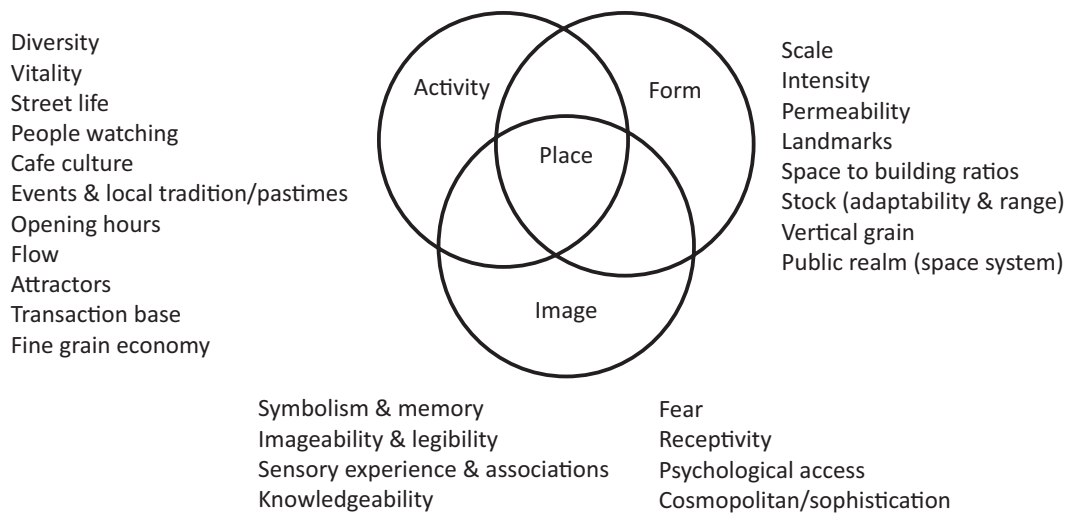 Diversity
Vitality
Street life
People watching
Cafe culture
Events & local tradition/pastimes
Opening hours
Flow
Attractors
Transaction base
Fine grain economy
Activity
Form
Place
Image
Scale
Intensity
Permeability
Landmarks
Space to building ratios
Stock (adaptability & range)
Vertical grain
Public realm (space system)
Symbolism & memory
Imageability & legibility
Sensory experience & associations
Knowledgeability
Fear
Receptivity
Psychological access
Cosmopolitan/sophistication